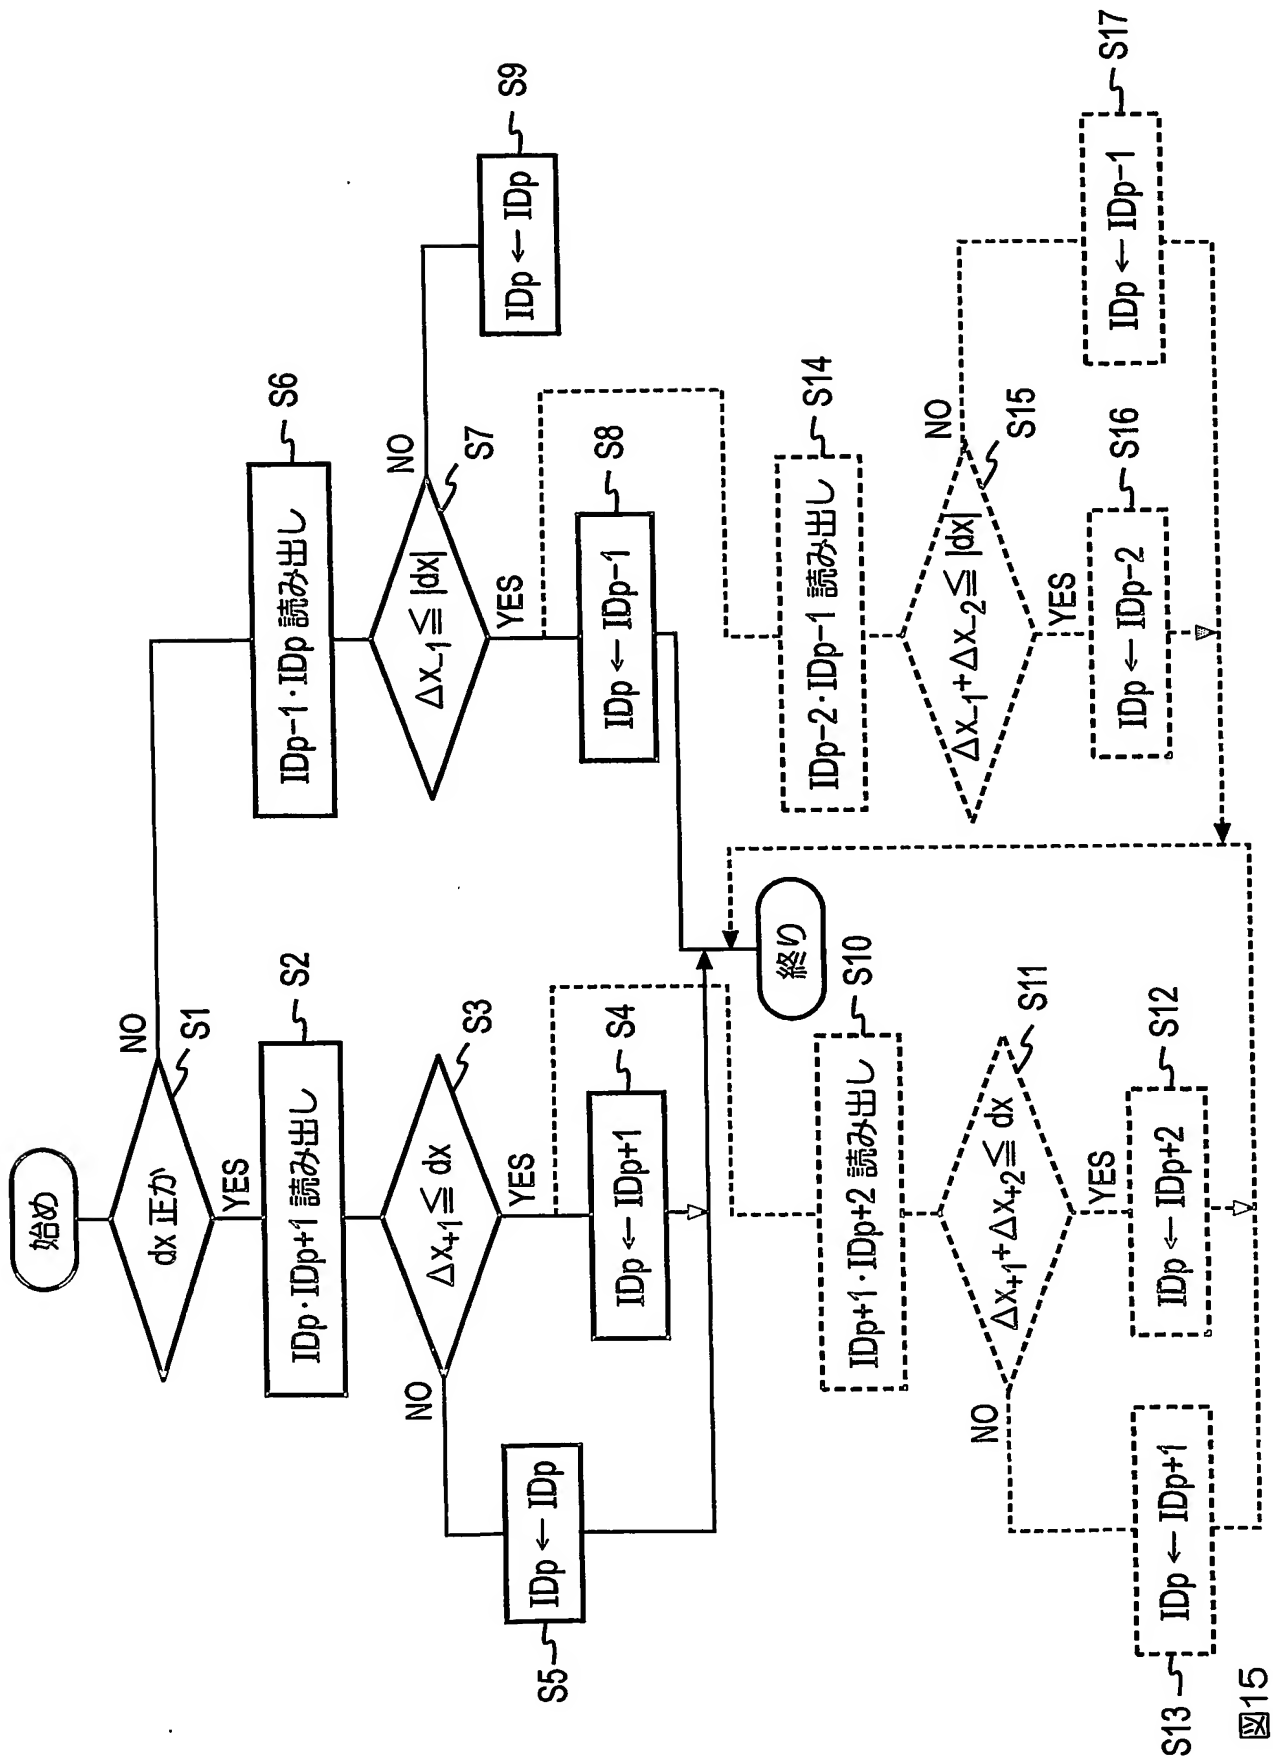 始め
dx 正か
S1
NO
YES
IDp・IDp+1 読み出し
S2
Δx+1≦dx
S3
NO
YES
IDp ← IDp
S5
IDp ← IDp+1
S4
IDp−1・IDp 読み出し
S6
Δx−1≦|dx|
S7
NO
YES
IDp ← IDp−1
S8
IDp ← IDp
S9
終り
IDp+1・IDp+2 読み出し
S10
Δx+1+Δx+2≦dx
S11
NO
YES
IDp ← IDp+2
S12
IDp ← IDp+1
S13
IDp−2・IDp−1 読み出し
S14
Δx−1+Δx−2≦|dx|
S15
NO
YES
IDp ← IDp−2
S16
IDp ← IDp−1
S17
図15